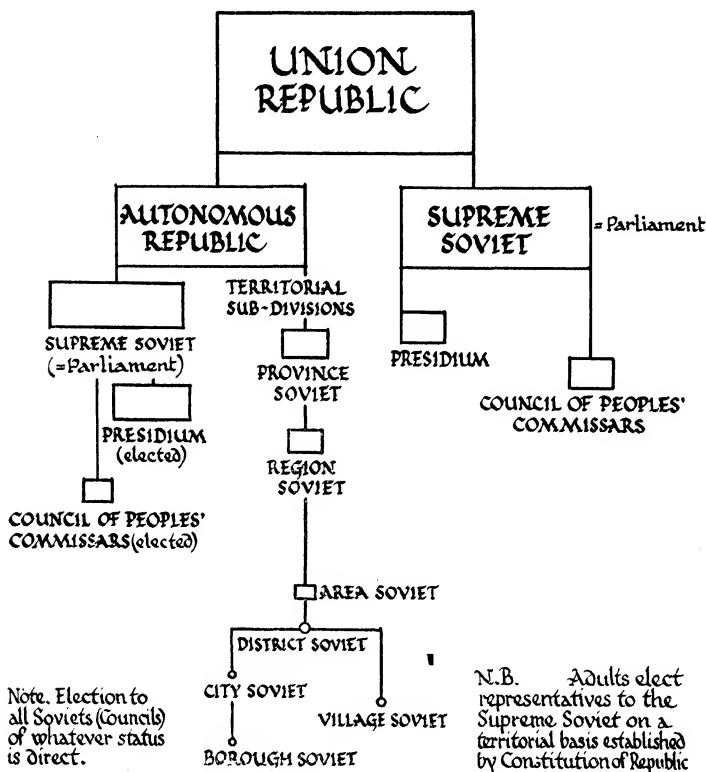 UNION
REPUBLIC
AUTONOMOUS
REPUBLIC
SUPREME
SOVIET
=Parliament
TERRITORIAL
SUB-DIVISIONS
SUPREME SOVIET
(=Parliament)
PRESIDIUM
(elected)
COUNCIL OF PEOPLES'
COMMISSARS (elected)
PROVINCE
SOVIET
REGION
SOVIET
PRESIDIUM
COUNCIL OF PEOPLES'
COMMISSARS
AREA SOVIET
DISTRICT SOVIET
CITY SOVIET
VILLAGE SOVIET
BOROUGH SOVIET
Note. Election to
all Soviets (Councils)
of whatever status
is direct.
N.B. Adults elect
representatives to the
Supreme Soviet on a
territorial basis established
by Constitution of Republic